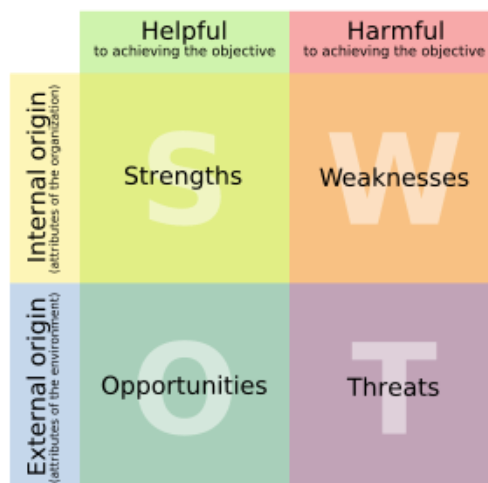 Helpful
to achieving the objective
Harmful
to achieving the objective
Internal origin
(attributes of the organization)
S
Strengths
W
Weaknesses
External origin
(attributes of the environment)
O
Opportunities
T
Threats